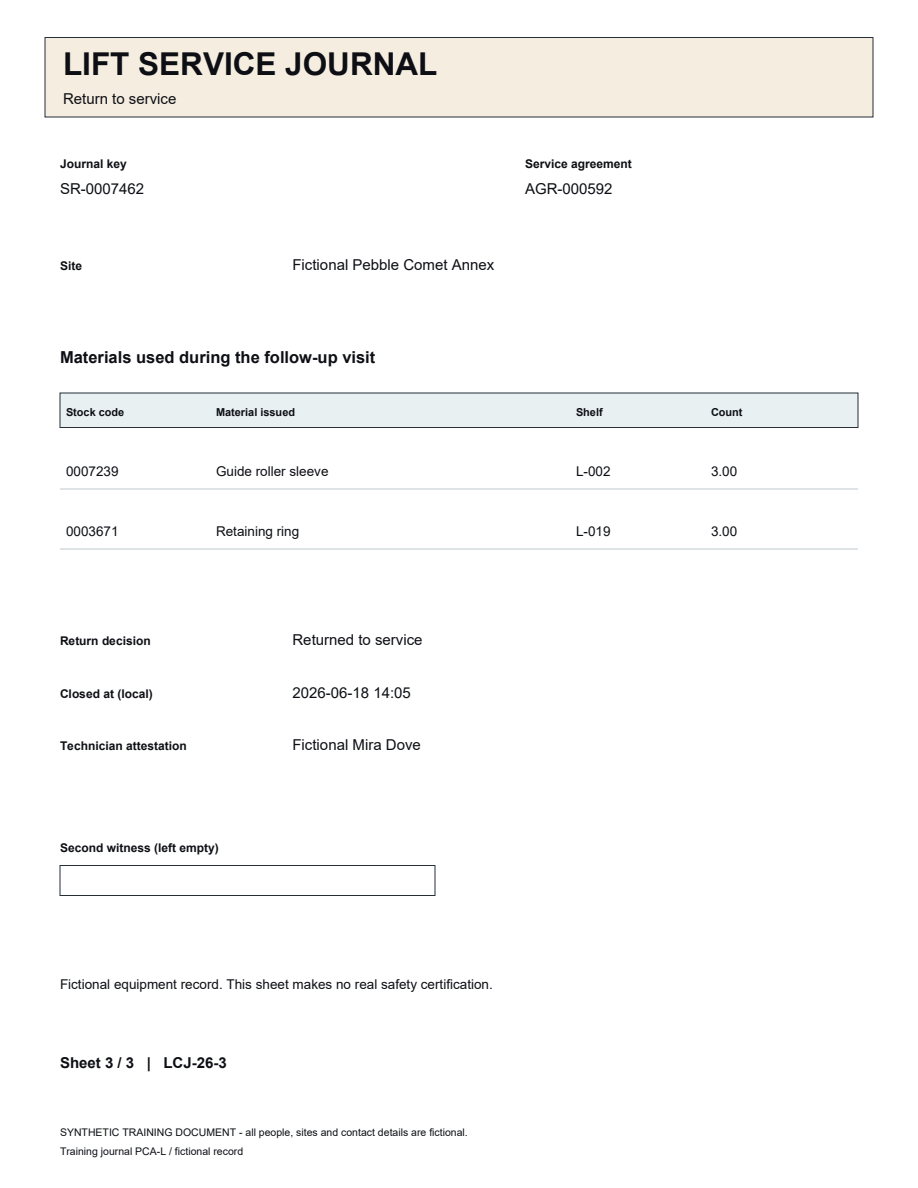 LIFT SERVICE JOURNAL
Return to service
Journal key Service agreement
SR-0007462 AGR-000592
Site Fictional Pebble Comet Annex
Materials used during the follow-up visit
Stock code Material issued Shelf Count
0007239 Guide roller sleeve L-002 3.00
0003671 Retaining ring L-019 3.00
Return decision Returned to service
Closed at (local) 2026-06-18 14:05
Technician attestation Fictional Mira Dove
Second witness (left empty)
Fictional equipment record. This sheet makes no real safety certification.
Sheet 3 / 3 | LCJ-26-3
SYNTHETIC TRAINING DOCUMENT - all people, sites and contact details are fictional.
Training journal PCA-L / fictional record